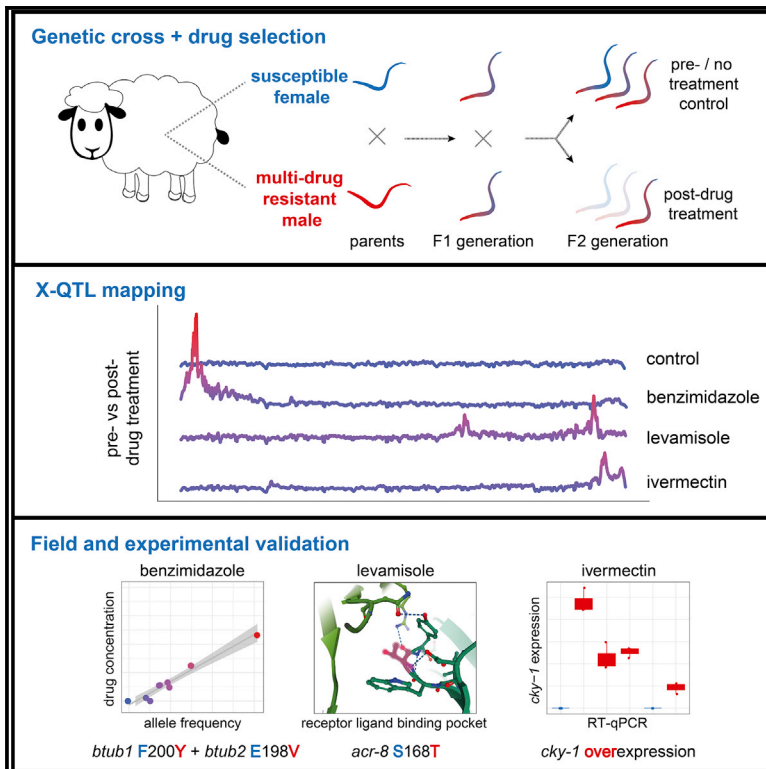 Genetic cross + drug selection
susceptible
female
multi-drug
resistant
male
parents
F1 generation
F2 generation
pre- / no
treatment
control
post-drug
treatment
X-QTL mapping
pre- vs post-
drug treatment
control
benzimidazole
levamisole
ivermectin
Field and experimental validation
benzimidazole
drug concentration
allele frequency
btub1 F200Y + btub2 E198V
levamisole
receptor ligand binding pocket
acr-8 S168T
ivermectin
cky-1 expression
RT-qPCR
cky-1 overexpression